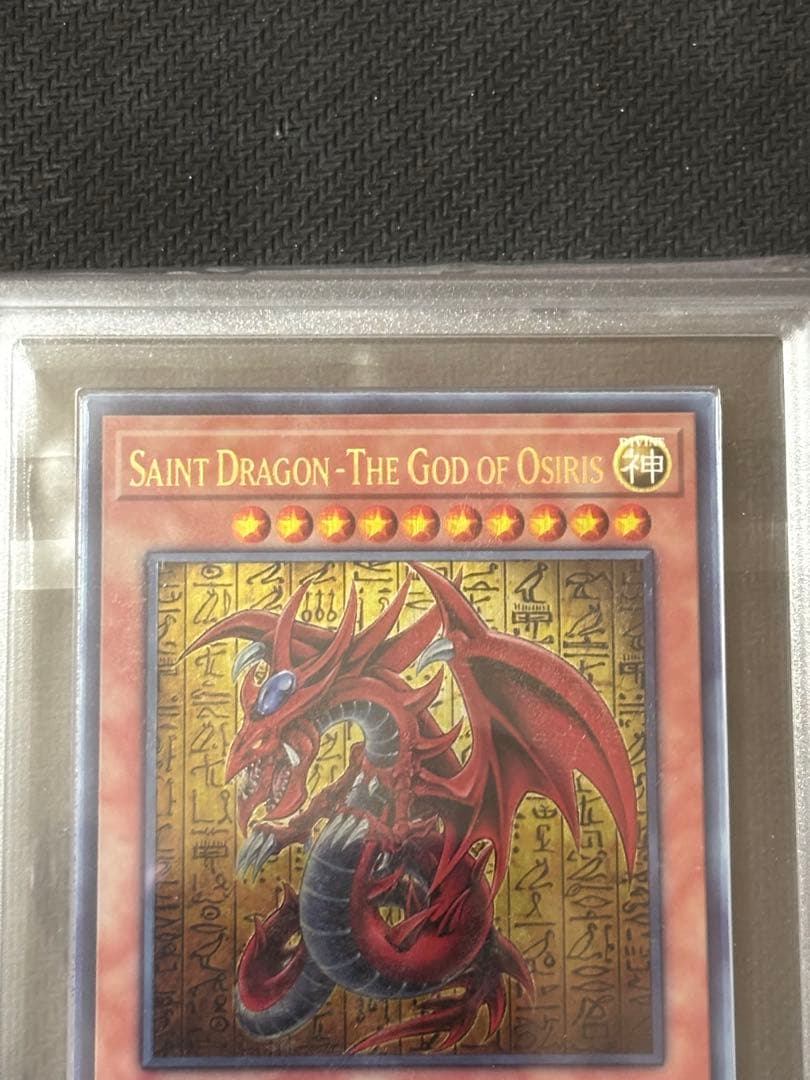 SAINT DRAGON -THE GOD OF OSIRIS
DIVINE
神